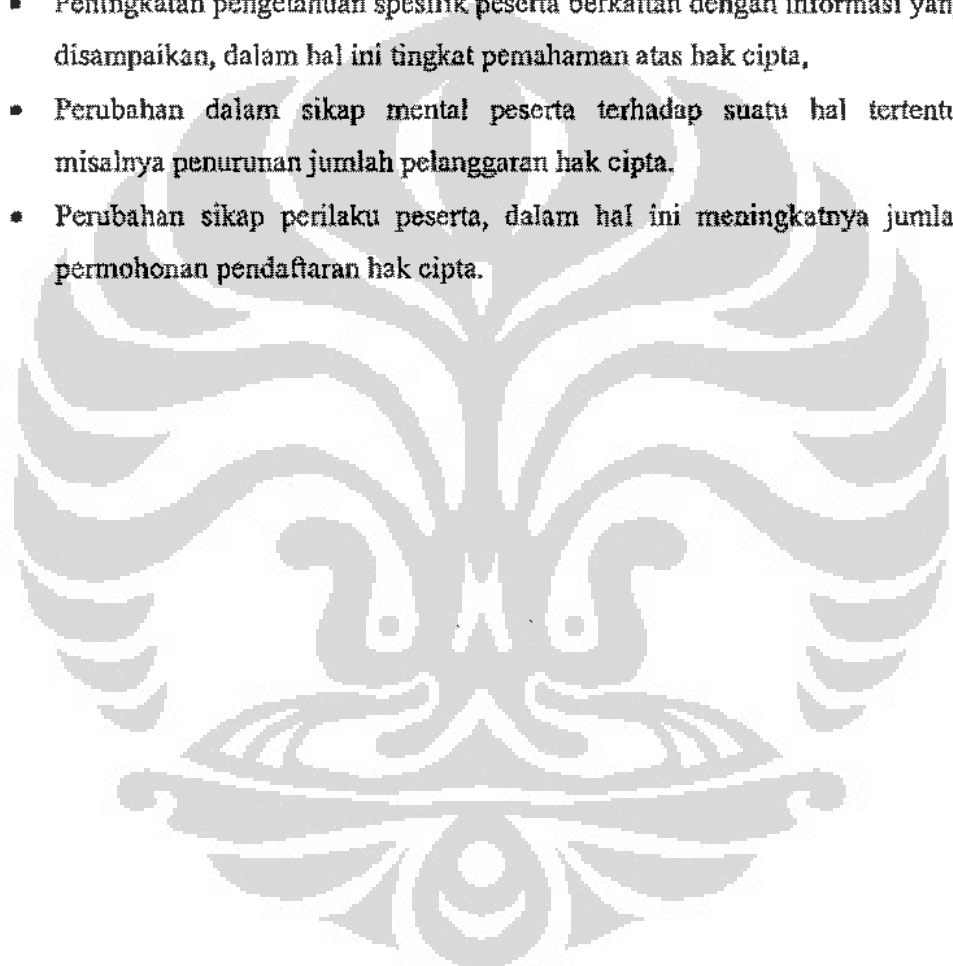 Peningkatan pengetahuan spesifik peserta berkaitan dengan informasi yan
disampaikan, dalam hal ini tingkat pemahaman atas hak cipta,
• Perubahan dalam sikap mental peserta terhadap suatu hal tertentu
misalnya penurunan jumlah pelanggaran hak cipta.
• Perubahan sikap perilaku peserta, dalam hal ini meningkatnya jumla
permohonan pendaftaran hak cipta.